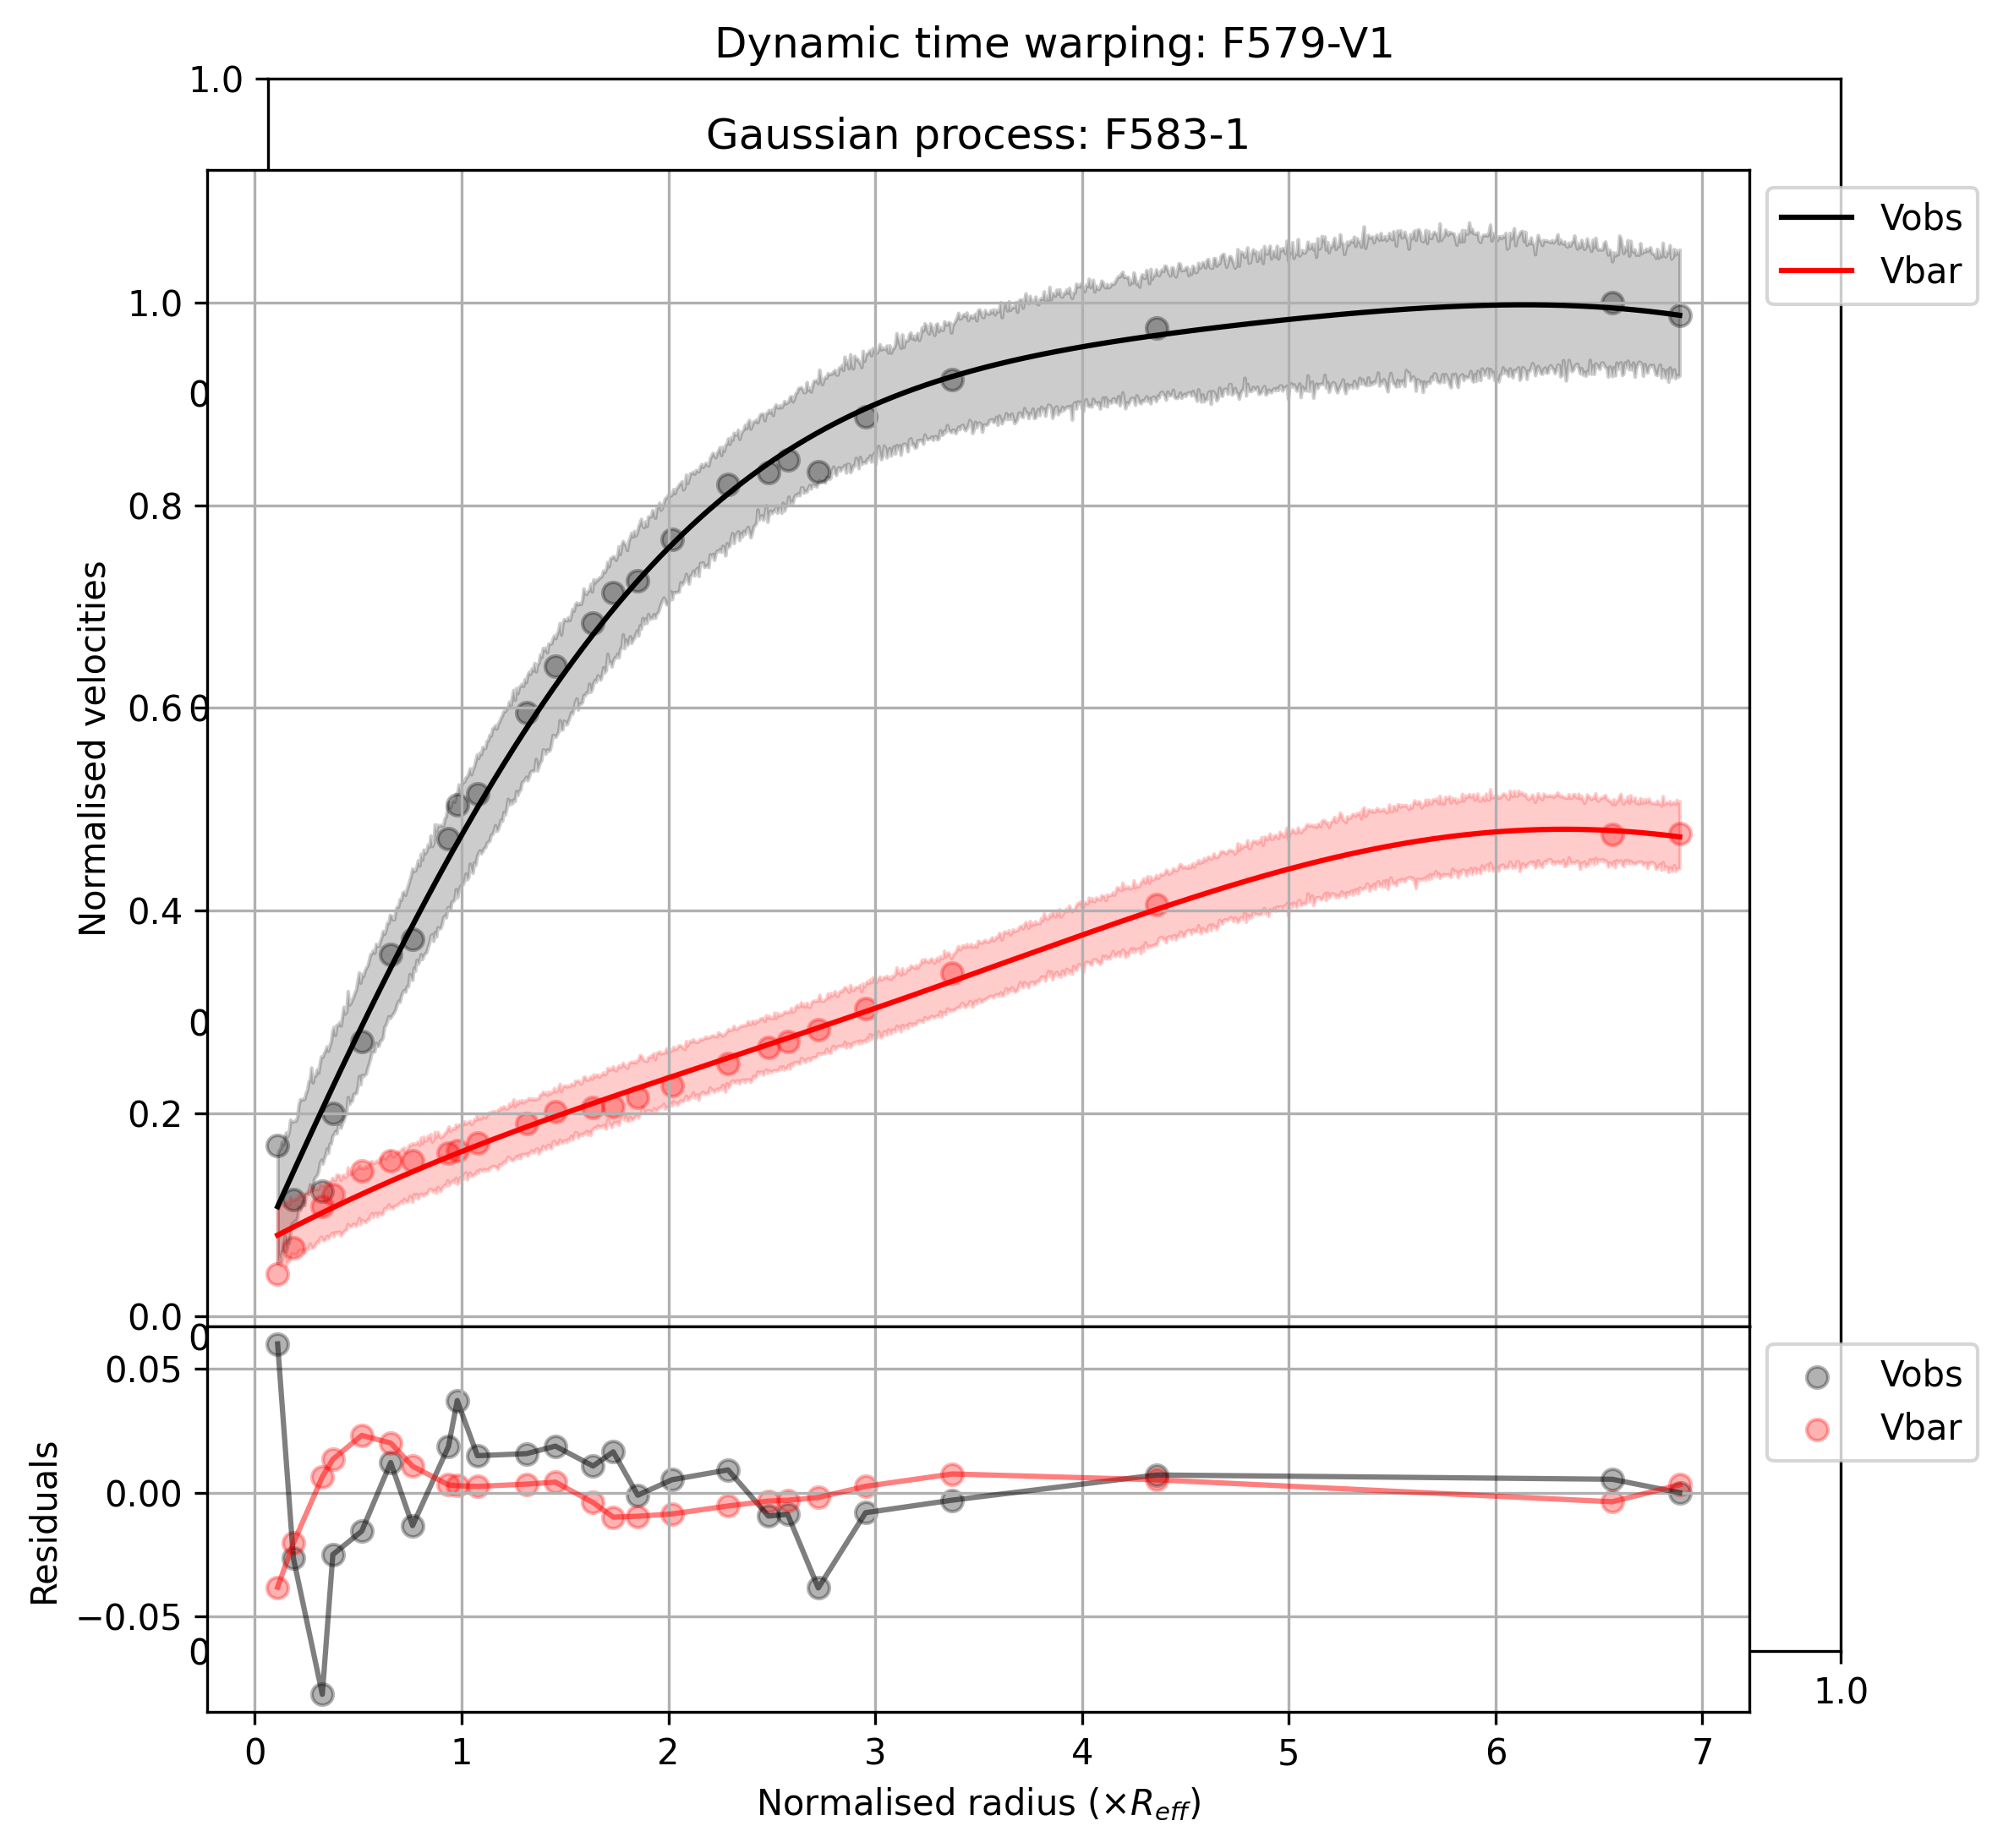 Dynamic time warping: F579-V1
1.0
Gaussian process: F583-1
Vobs
Vbar
1.0
0
0.8
Normalised velocities
0.6 0
0.4
0
0.2
0.0
0
0.05
Vobs
Vbar
Residuals
0.00
−0.05
0
1.0
0 1 2 3 4 5 6 7
Normalised radius (×R_eff)